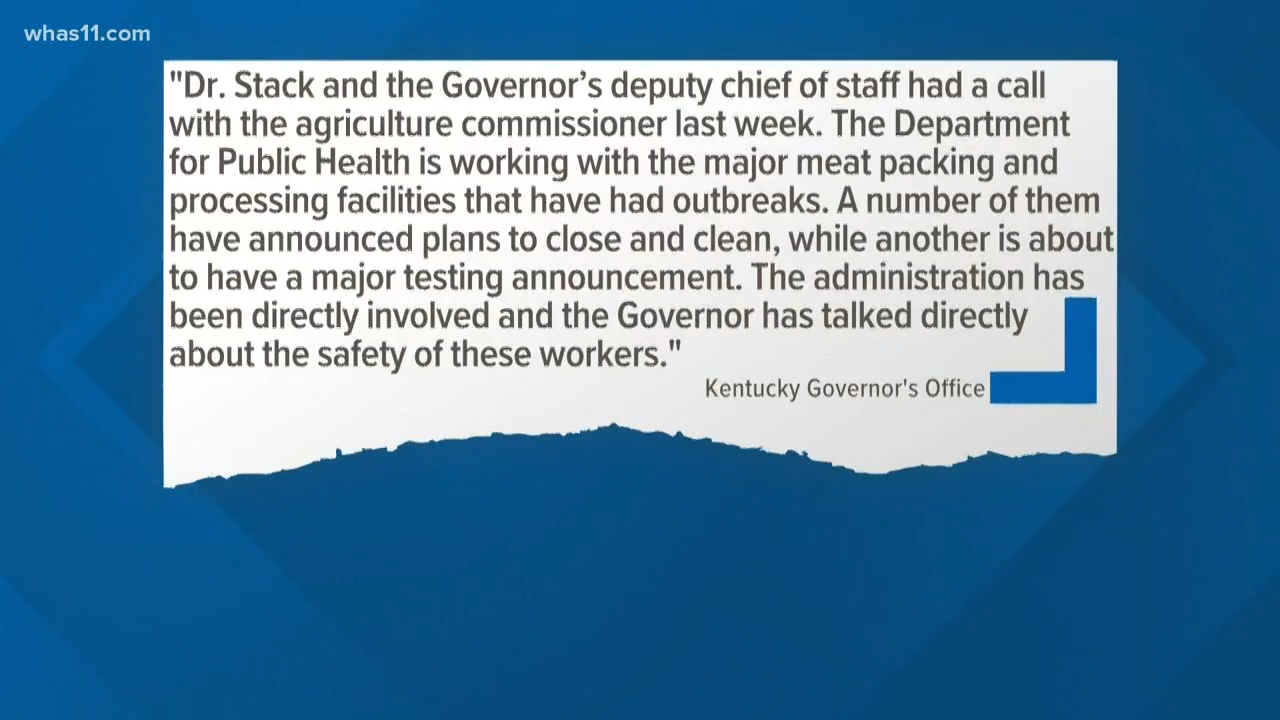 whas11.com
"Dr. Stack and the Governor’s deputy chief of staff had a call
with the agriculture commissioner last week. The Department
for Public Health is working with the major meat packing and
processing facilities that have had outbreaks. A number of them
have announced plans to close and clean, while another is about
to have a major testing announcement. The administration has
been directly involved and the Governor has talked directly
about the safety of these workers."
Kentucky Governor's Office